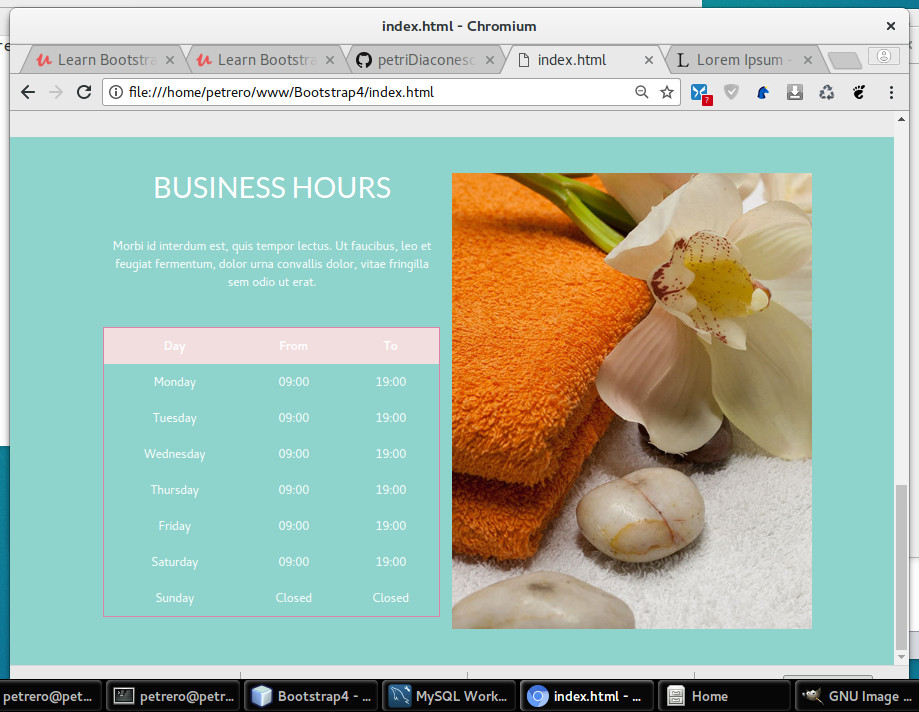 index.html - Chromium
Learn Bootstra
Learn Bootstra
petriDiaconesc
index.html
Lorem Ipsum -
file:///home/petrero/www/Bootstrap4/index.html
BUSINESS HOURS
Morbi id interdum est, quis tempor lectus. Ut faucibus, leo et
feugiat fermentum, dolor urna convallis dolor, vitae fringilla
sem odio ut erat.
Day From To
Monday 09:00 19:00
Tuesday 09:00 19:00
Wednesday 09:00 19:00
Thursday 09:00 19:00
Friday 09:00 19:00
Saturday 09:00 19:00
Sunday Closed Closed
petrero@pet...
petrero@petr...
Bootstrap4 - ...
MySQL Work...
index.html - ...
Home
GNU Image ...